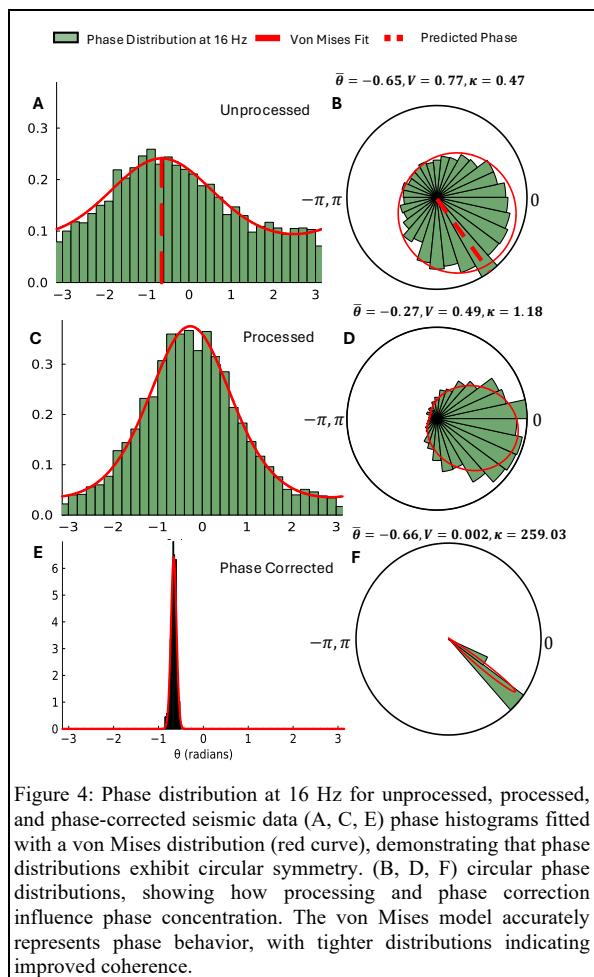 Phase Distribution at 16 Hz Von Mises Fit Predicted Phase
A Unprocessed
0.3
0.2
0.1
0.0
−3 −2 −1 0 1 2 3
θ̅ = −0.65, V = 0.77, κ = 0.47
B
−π, π 0
C Processed
0.3
0.2
0.1
0.0
−3 −2 −1 0 1 2 3
θ̅ = −0.27, V = 0.49, κ = 1.18
D
−π, π 0
E Phase Corrected
6
5
4
3
2
1
0
−3 −2 −1 0 1 2 3
θ (radians)
θ̅ = −0.66, V = 0.002, κ = 259.03
F
−π, π 0
Figure 4: Phase distribution at 16 Hz for unprocessed, processed,
and phase-corrected seismic data (A, C, E) phase histograms fitted
with a von Mises distribution (red curve), demonstrating that phase
distributions exhibit circular symmetry. (B, D, F) circular phase
distributions, showing how processing and phase correction
influence phase concentration. The von Mises model accurately
represents phase behavior, with tighter distributions indicating
improved coherence.